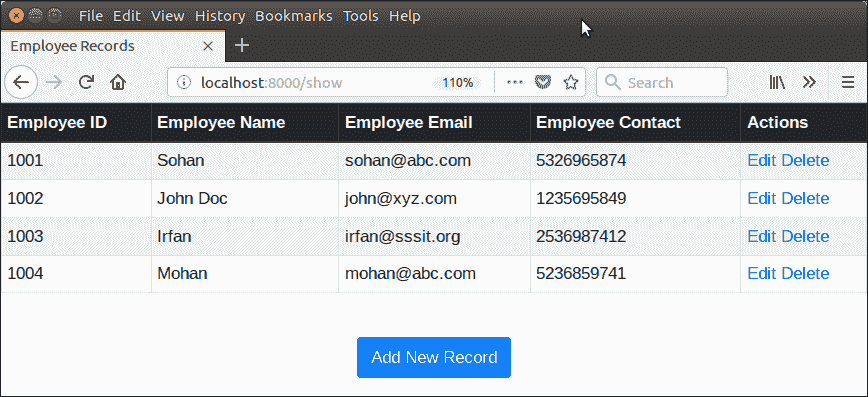 File Edit View History Bookmarks Tools Help
Employee Records
localhost:8000/show 110% Search
Employee ID Employee Name Employee Email Employee Contact Actions
1001 Sohan sohan@abc.com 5326965874 Edit Delete
1002 John Doc john@xyz.com 1235695849 Edit Delete
1003 Irfan irfan@sssit.org 2536987412 Edit Delete
1004 Mohan mohan@abc.com 5236859741 Edit Delete
Add New Record